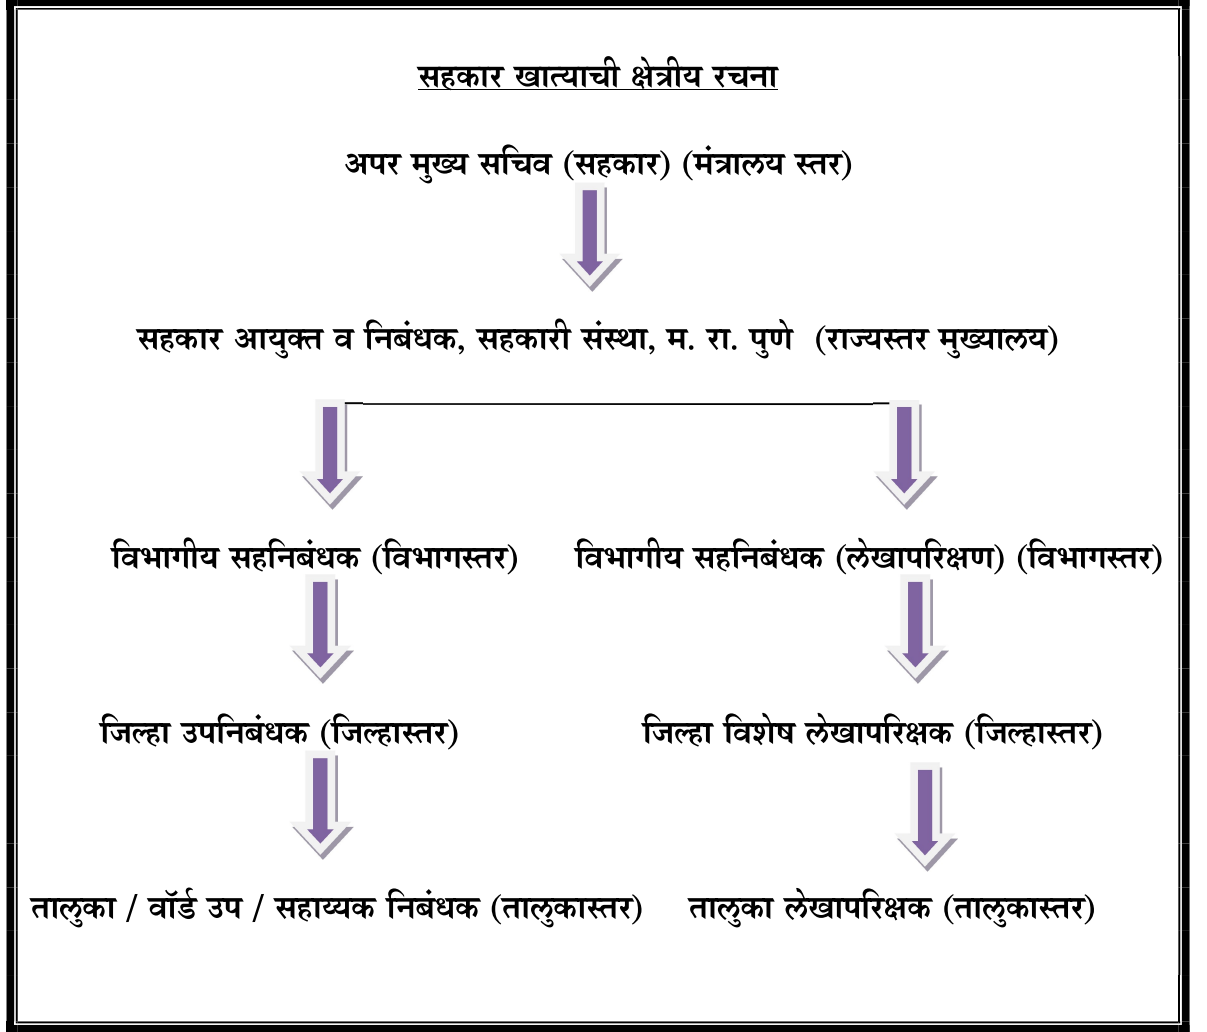 सहकार खात्याची क्षेत्रीय रचना
अपर मुख्य सचिव (सहकार) (मंत्रालय स्तर)
सहकार आयुक्त व निबंधक, सहकारी संस्था, म. रा. पुणे (राज्यस्तर मुख्यालय)
विभागीय सहनिबंधक (विभागस्तर) विभागीय सहनिबंधक (लेखापरिक्षण) (विभागस्तर)
जिल्हा उपनिबंधक (जिल्हास्तर) जिल्हा विशेष लेखापरिक्षक (जिल्हास्तर)
तालुका / वॉर्ड उप / सहाय्यक निबंधक (तालुकास्तर) तालुका लेखापरिक्षक (तालुकास्तर)